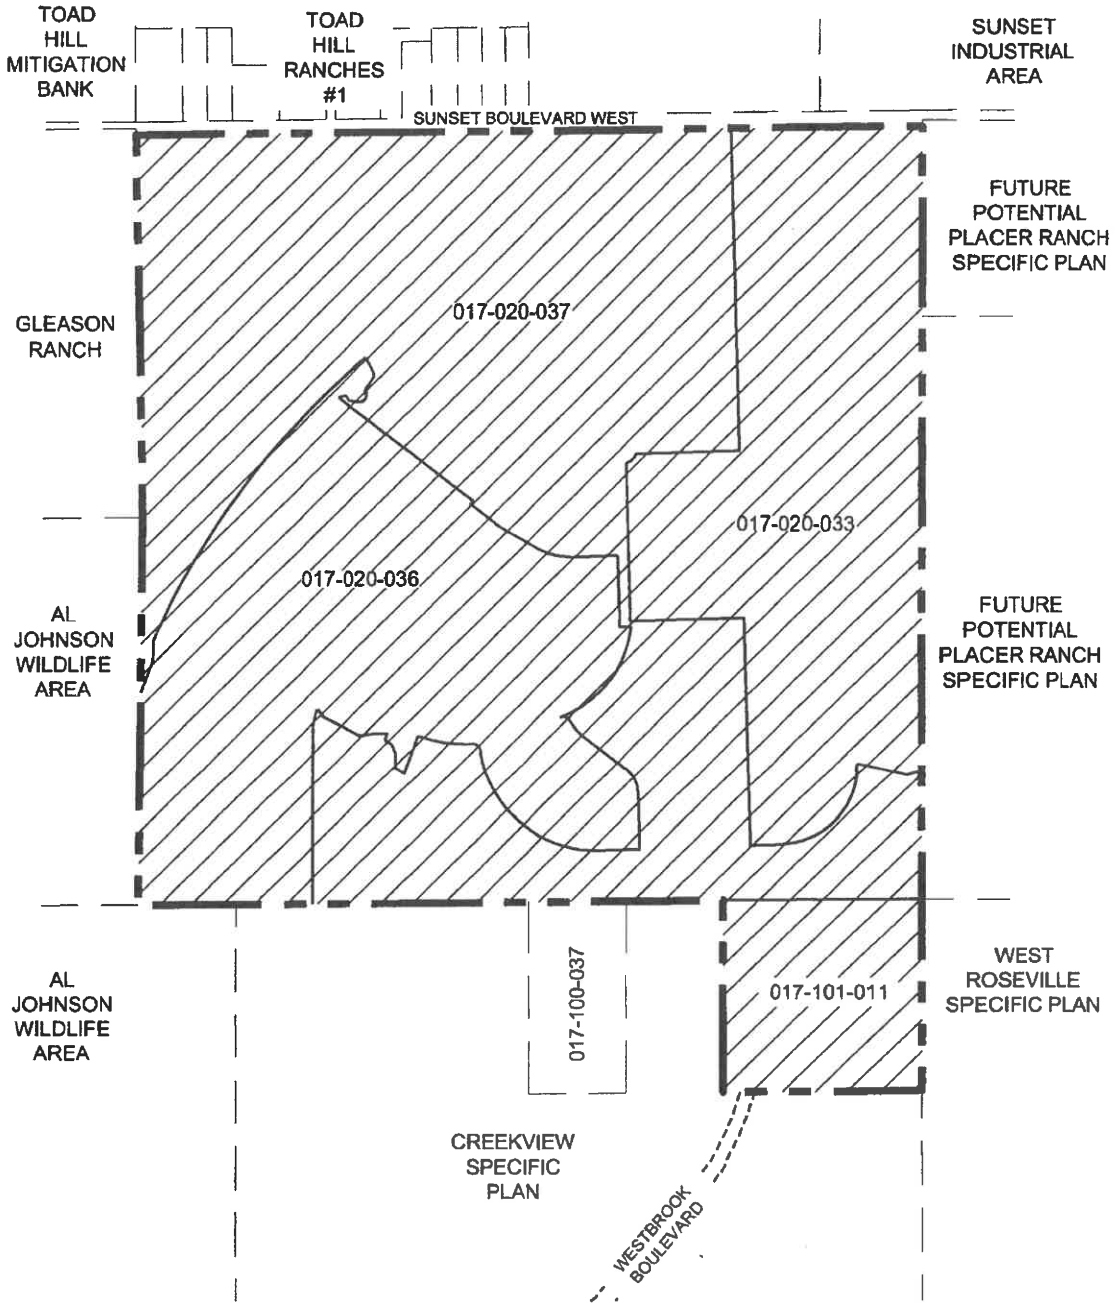 TOAD
HILL
MITIGATION
BANK
TOAD
HILL
RANCHES
#1
SUNSET
INDUSTRIAL
AREA
SUNSET BOULEVARD WEST
FUTURE
POTENTIAL
PLACER RANCH
SPECIFIC PLAN
017-020-037
GLEASON
RANCH
017-020-033
017-020-036
AL
JOHNSON
WILDLIFE
AREA
FUTURE
POTENTIAL
PLACER RANCH
SPECIFIC PLAN
AL
JOHNSON
WILDLIFE
AREA
017-100-037
017-101-011
WEST
ROSEVILLE
SPECIFIC PLAN
CREEKVIEW
SPECIFIC
PLAN
WESTBROOK
BOULEVARD